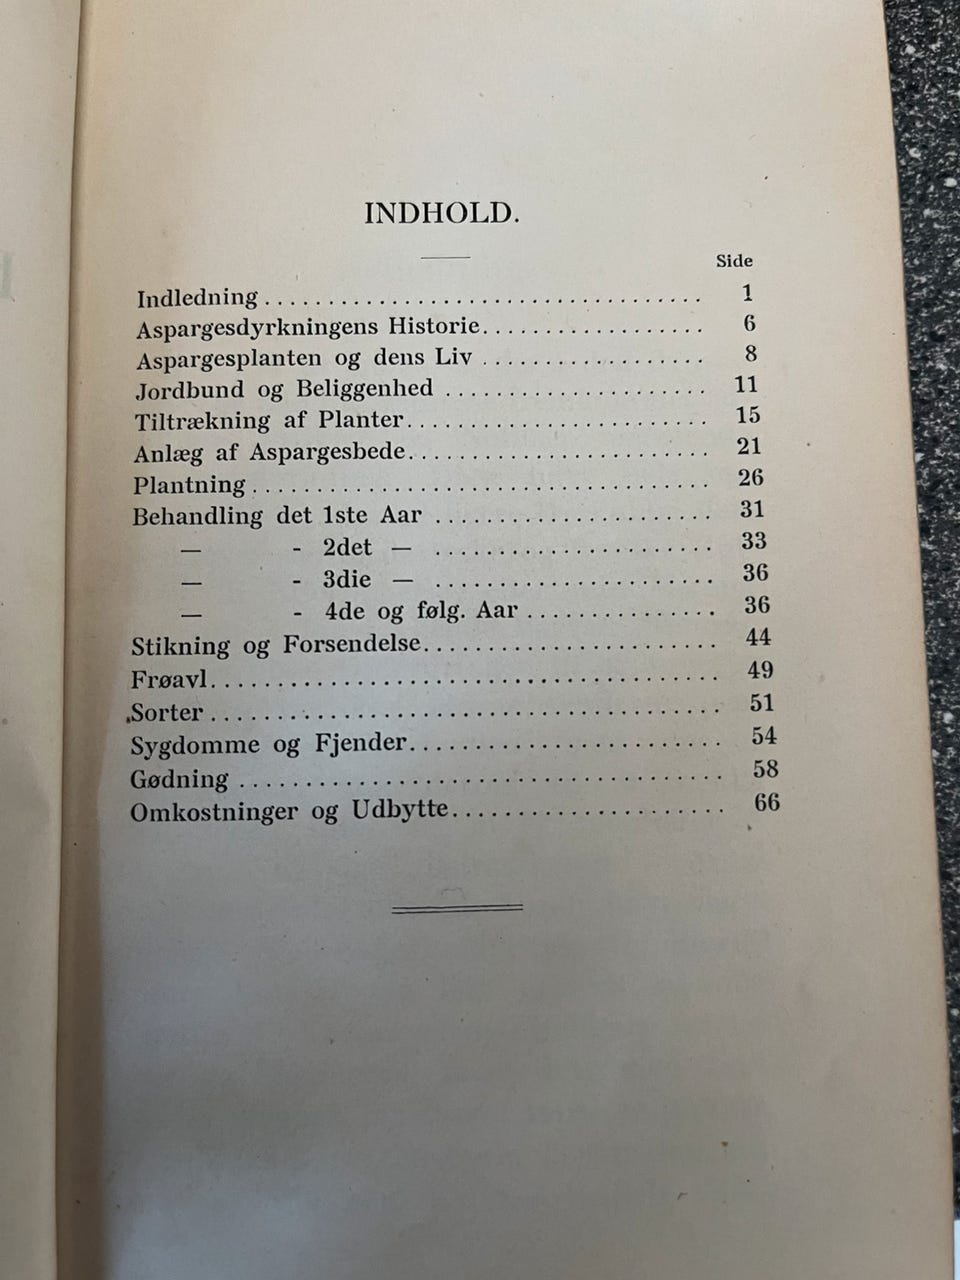 INDHOLD.
Side
Indledning 1
Aspargesdyrkningens Historie 6
Aspargesplanten og dens Liv 8
Jordbund og Beliggenhed 11
Tiltrækning af Planter 15
Anlæg af Aspargesbede 21
Plantning 26
Behandling det 1ste Aar 31
— - 2det — 33
— - 3die — 36
— - 4de og følg. Aar 36
Stikning og Forsendelse 44
Frøavl 49
Sorter 51
Sygdomme og Fjender 54
Gødning 58
Omkostninger og Udbytte 66